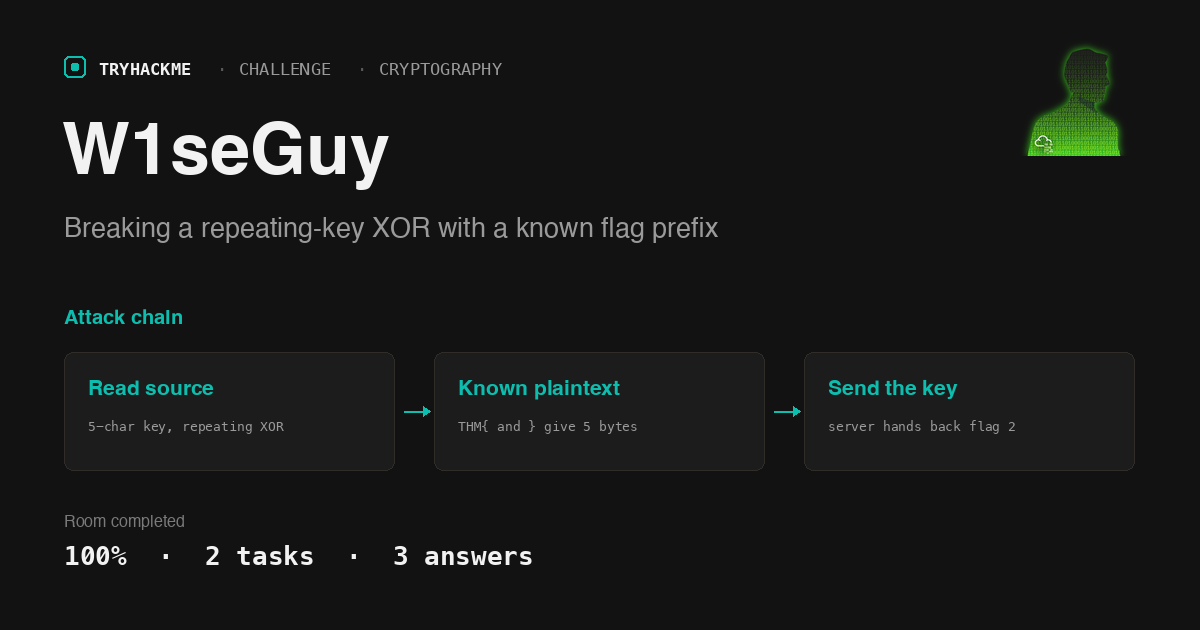 TRYHACKME · CHALLENGE · CRYPTOGRAPHY
W1seGuy
Breaking a repeating-key XOR with a known flag prefix
Attack chain
Read source
5-char key, repeating XOR
Known plaintext
THM{ and } give 5 bytes
Send the key
server hands back flag 2
Room completed
100% · 2 tasks · 3 answers